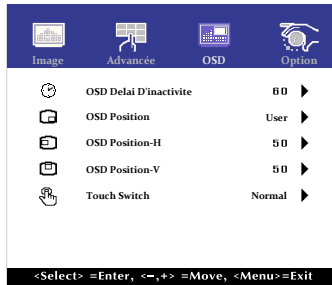 Image Advancée OSD Option
OSD Delai D'inactivite 60
OSD Position User
OSD Position-H 50
OSD Position-V 50
Touch Switch Normal
<Select> =Enter, <–,+> =Move, <Menu>=Exit